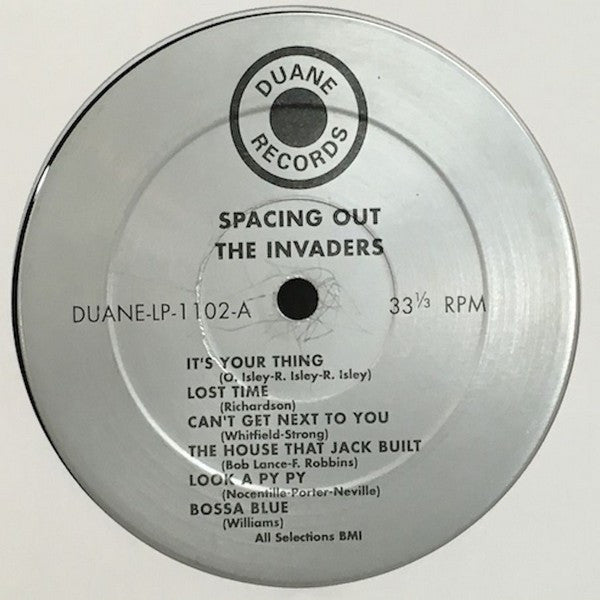 DUANE
RECORDS
SPACING OUT
THE INVADERS
DUANE-LP-1102-A 33⅓ RPM
IT'S YOUR THING
(O. Isley-R. Isley-R. Isley)
LOST TIME
(Richardson)
CAN'T GET NEXT TO YOU
(Whitfield-Strong)
THE HOUSE THAT JACK BUILT
(Bob Lance-F. Robbins)
LOOK A PY PY
(Nocentille-Porter-Neville)
BOSSA BLUE
(Williams)
All Selections BMI